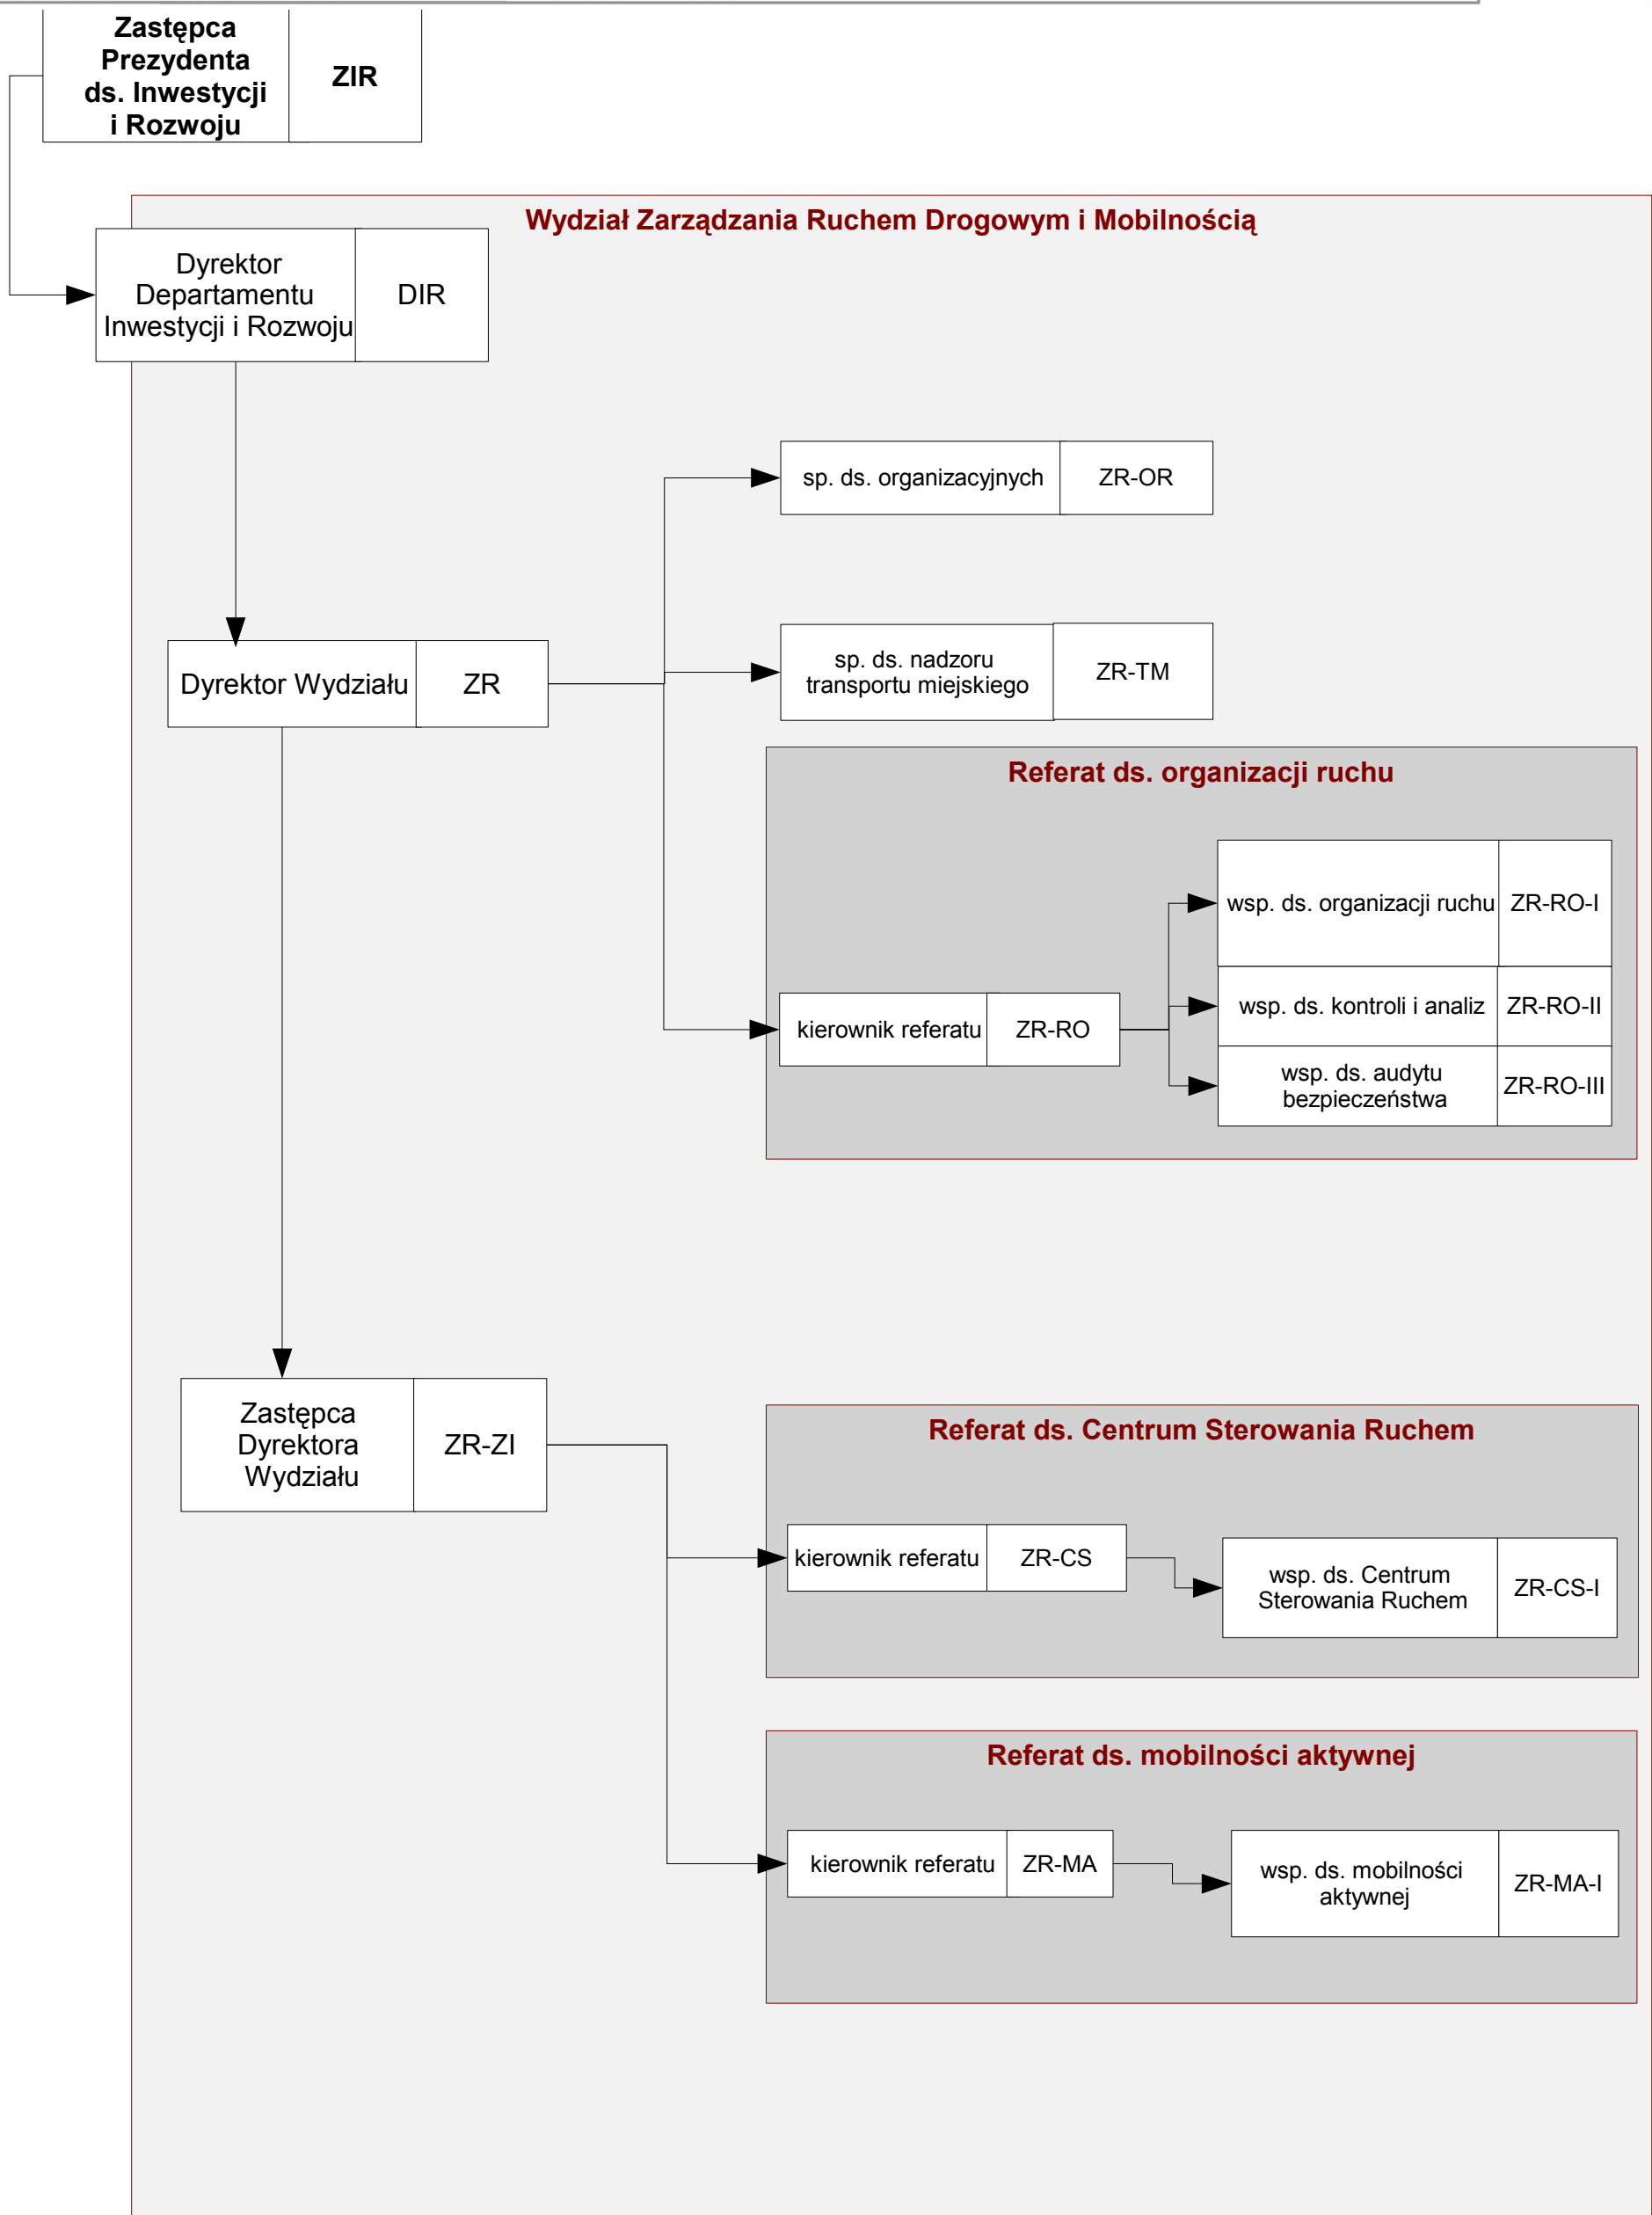 Zastępca
Prezydenta
ds. Inwestycji
i Rozwoju
ZIR
Wydział Zarządzania Ruchem Drogowym i Mobilnością
Dyrektor
Departamentu
Inwestycji i Rozwoju
DIR
sp. ds. organizacyjnych
ZR-OR
sp. ds. nadzoru
transportu miejskiego
ZR-TM
Dyrektor Wydziału
ZR
Referat ds. organizacji ruchu
wsp. ds. organizacji ruchu
ZR-RO-I
kierownik referatu
ZR-RO
wsp. ds. kontroli i analiz
ZR-RO-II
wsp. ds. audytu
bezpieczeństwa
ZR-RO-III
Zastępca
Dyrektora
Wydziału
ZR-ZI
Referat ds. Centrum Sterowania Ruchem
kierownik referatu
ZR-CS
wsp. ds. Centrum
Sterowania Ruchem
ZR-CS-I
Referat ds. mobilności aktywnej
kierownik referatu
ZR-MA
wsp. ds. mobilności
aktywnej
ZR-MA-I